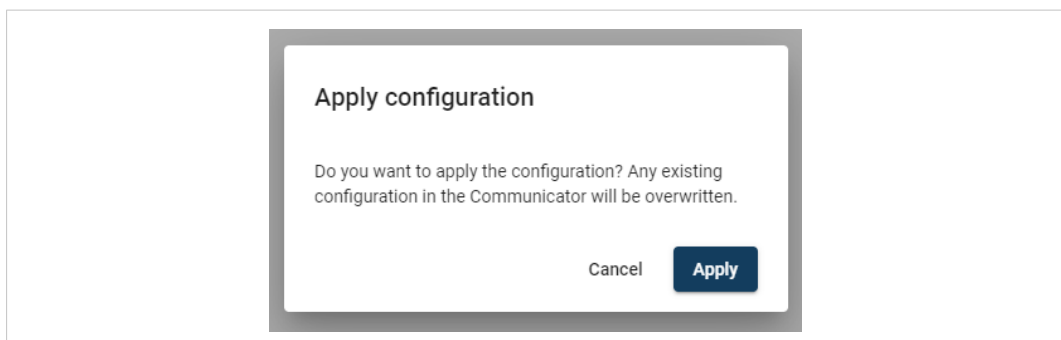 Apply configuration
Do you want to apply the configuration? Any existing
configuration in the Communicator will be overwritten.
Cancel Apply